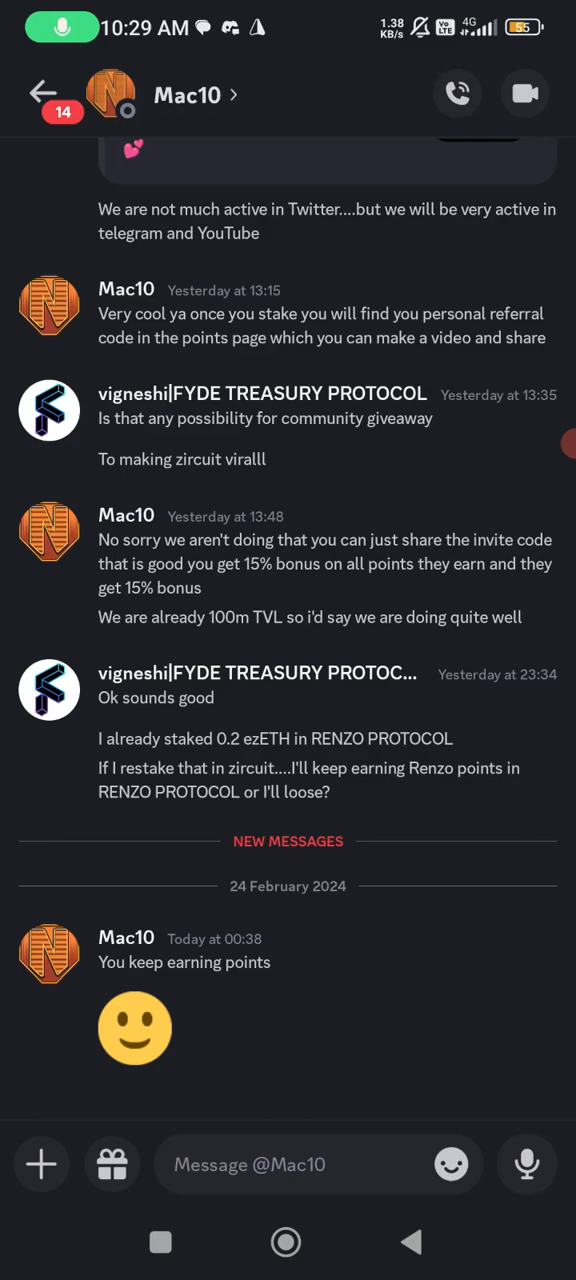 10:29 AM
1.38 KB/s
Vo LTE
4G
55
14
Mac10
We are not much active in Twitter....but we will be very active in
telegram and YouTube
Mac10 Yesterday at 13:15
Very cool ya once you stake you will find you personal referral
code in the points page which you can make a video and share
vigneshi|FYDE TREASURY PROTOCOL Yesterday at 13:35
Is that any possibility for community giveaway
To making zircuit viralll
Mac10 Yesterday at 13:48
No sorry we aren't doing that you can just share the invite code
that is good you get 15% bonus on all points they earn and they
get 15% bonus
We are already 100m TVL so i'd say we are doing quite well
vigneshi|FYDE TREASURY PROTOC... Yesterday at 23:34
Ok sounds good
I already staked 0.2 ezETH in RENZO PROTOCOL
If I restake that in zircuit....I'll keep earning Renzo points in
RENZO PROTOCOL or I'll loose?
NEW MESSAGES
24 February 2024
Mac10 Today at 00:38
You keep earning points
Message @Mac10